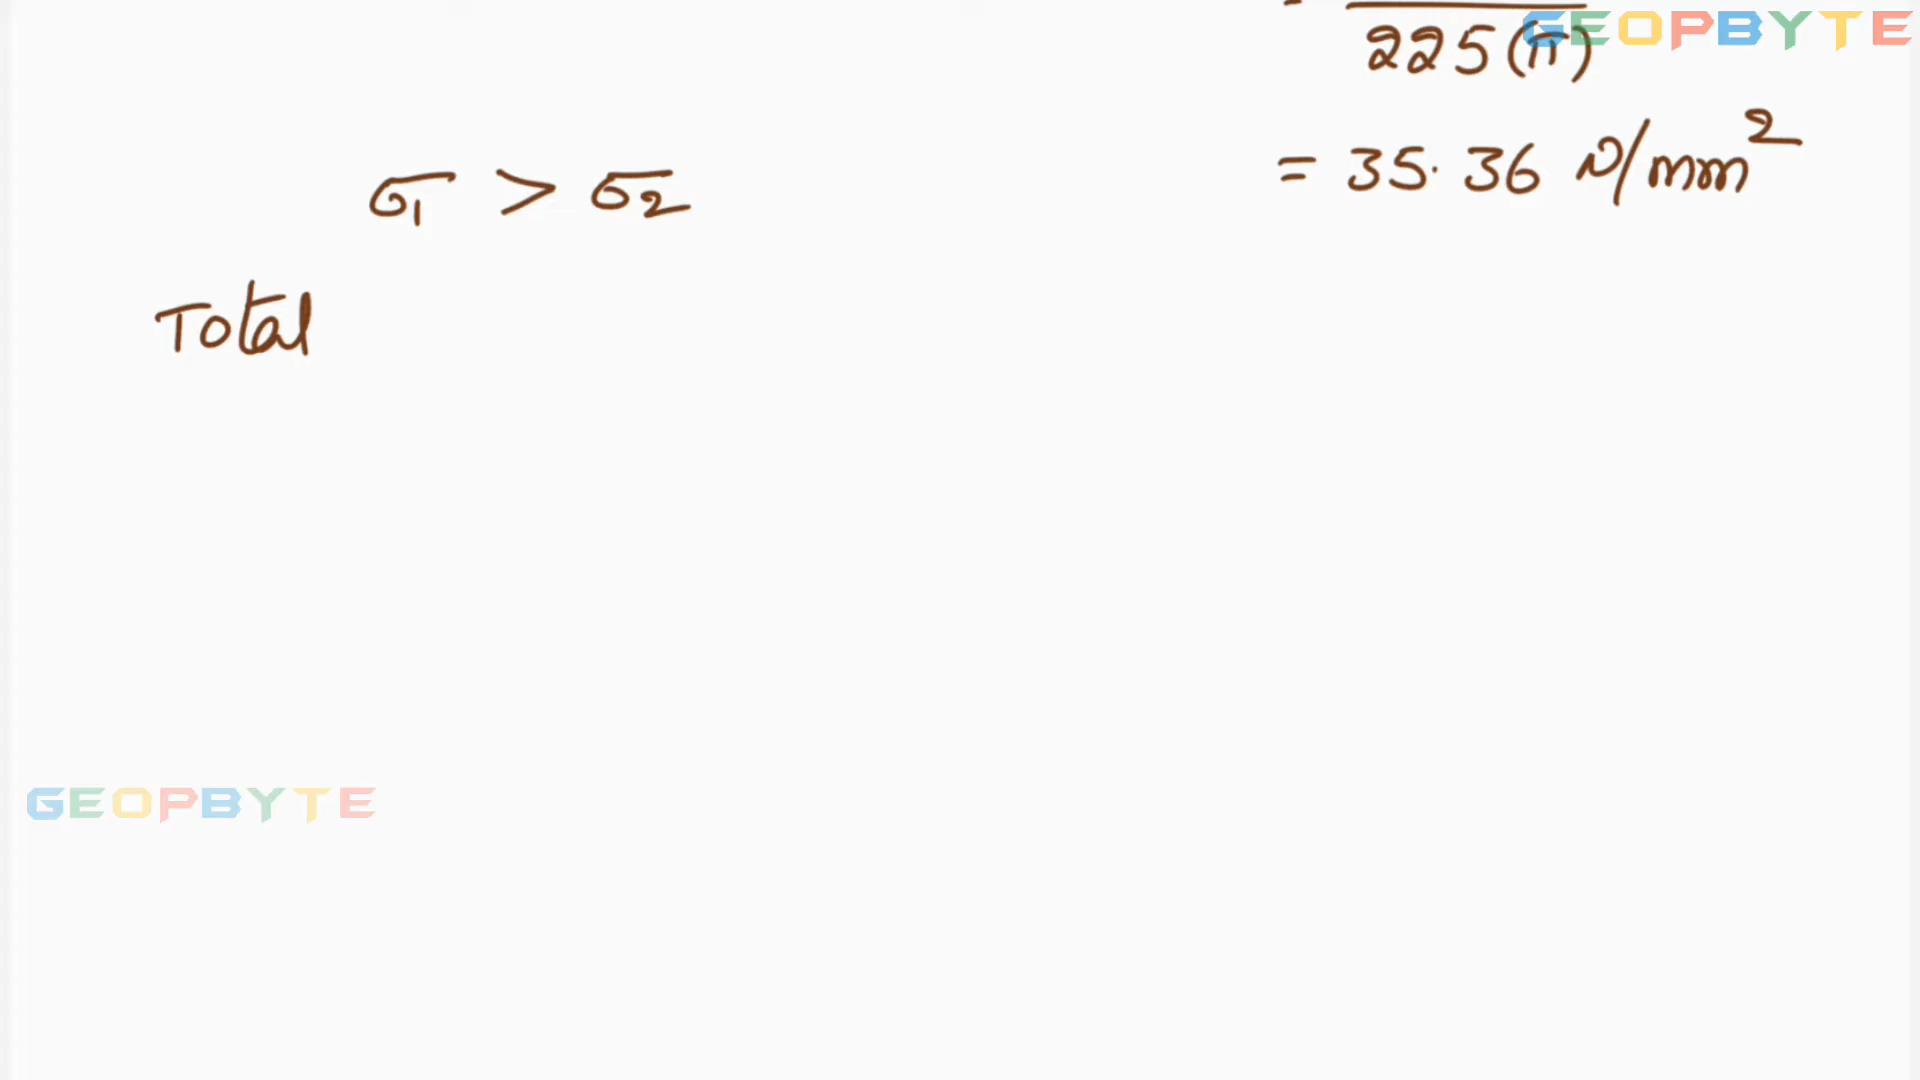 GEOPBYTE
225(π)
= 35.36 N/mm²
σ₁ > σ₂
Total
GEOPBYTE